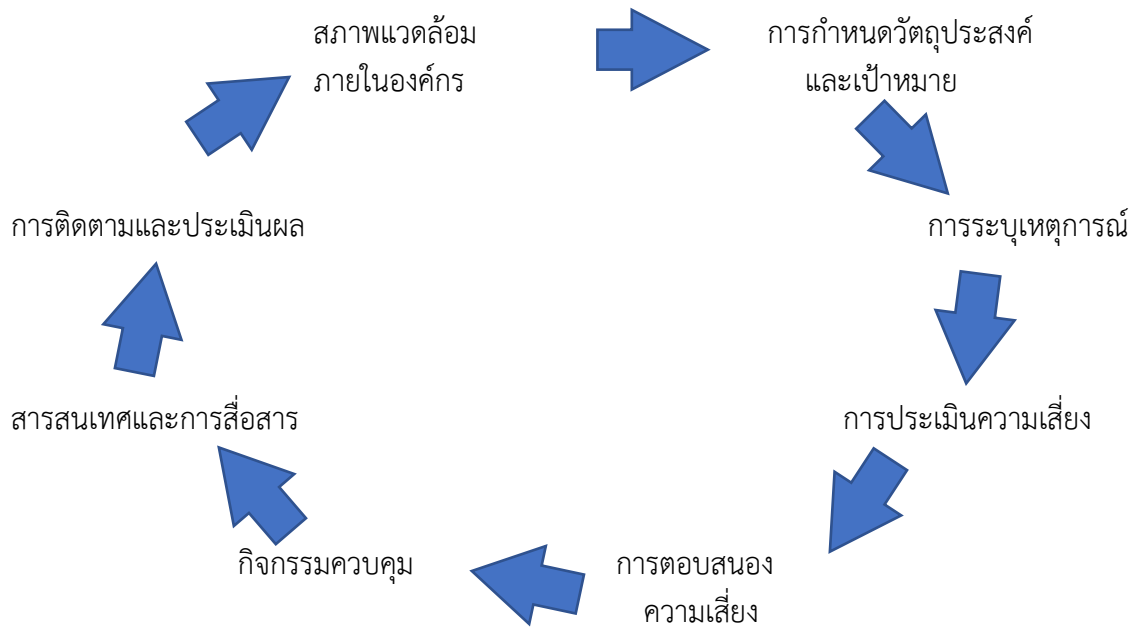 สภาพแวดล้อม
ภายในองค์กร
การกำหนดวัตถุประสงค์
และเป้าหมาย
การระบุเหตุการณ์
การประเมินความเสี่ยง
การตอบสนอง
ความเสี่ยง
กิจกรรมควบคุม
สารสนเทศและการสื่อสาร
การติดตามและประเมินผล